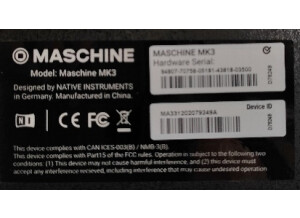 MASCHINE
Model: Maschine MK3
Designed by NATIVE INSTRUMENTS
in Germany. Manufactured in China.
MASCHINE MK3
Hardware Serial:
Device ID
This device complies with CAN ICES-003(B) / NMB-3(B)
This device complies with Part15 of the FCC Rules. Operation is subject to the following two
conditions: (1) this device may not cause harmful interference, and (2) this device must
accept any interference received, including interference that may cause undesired operation